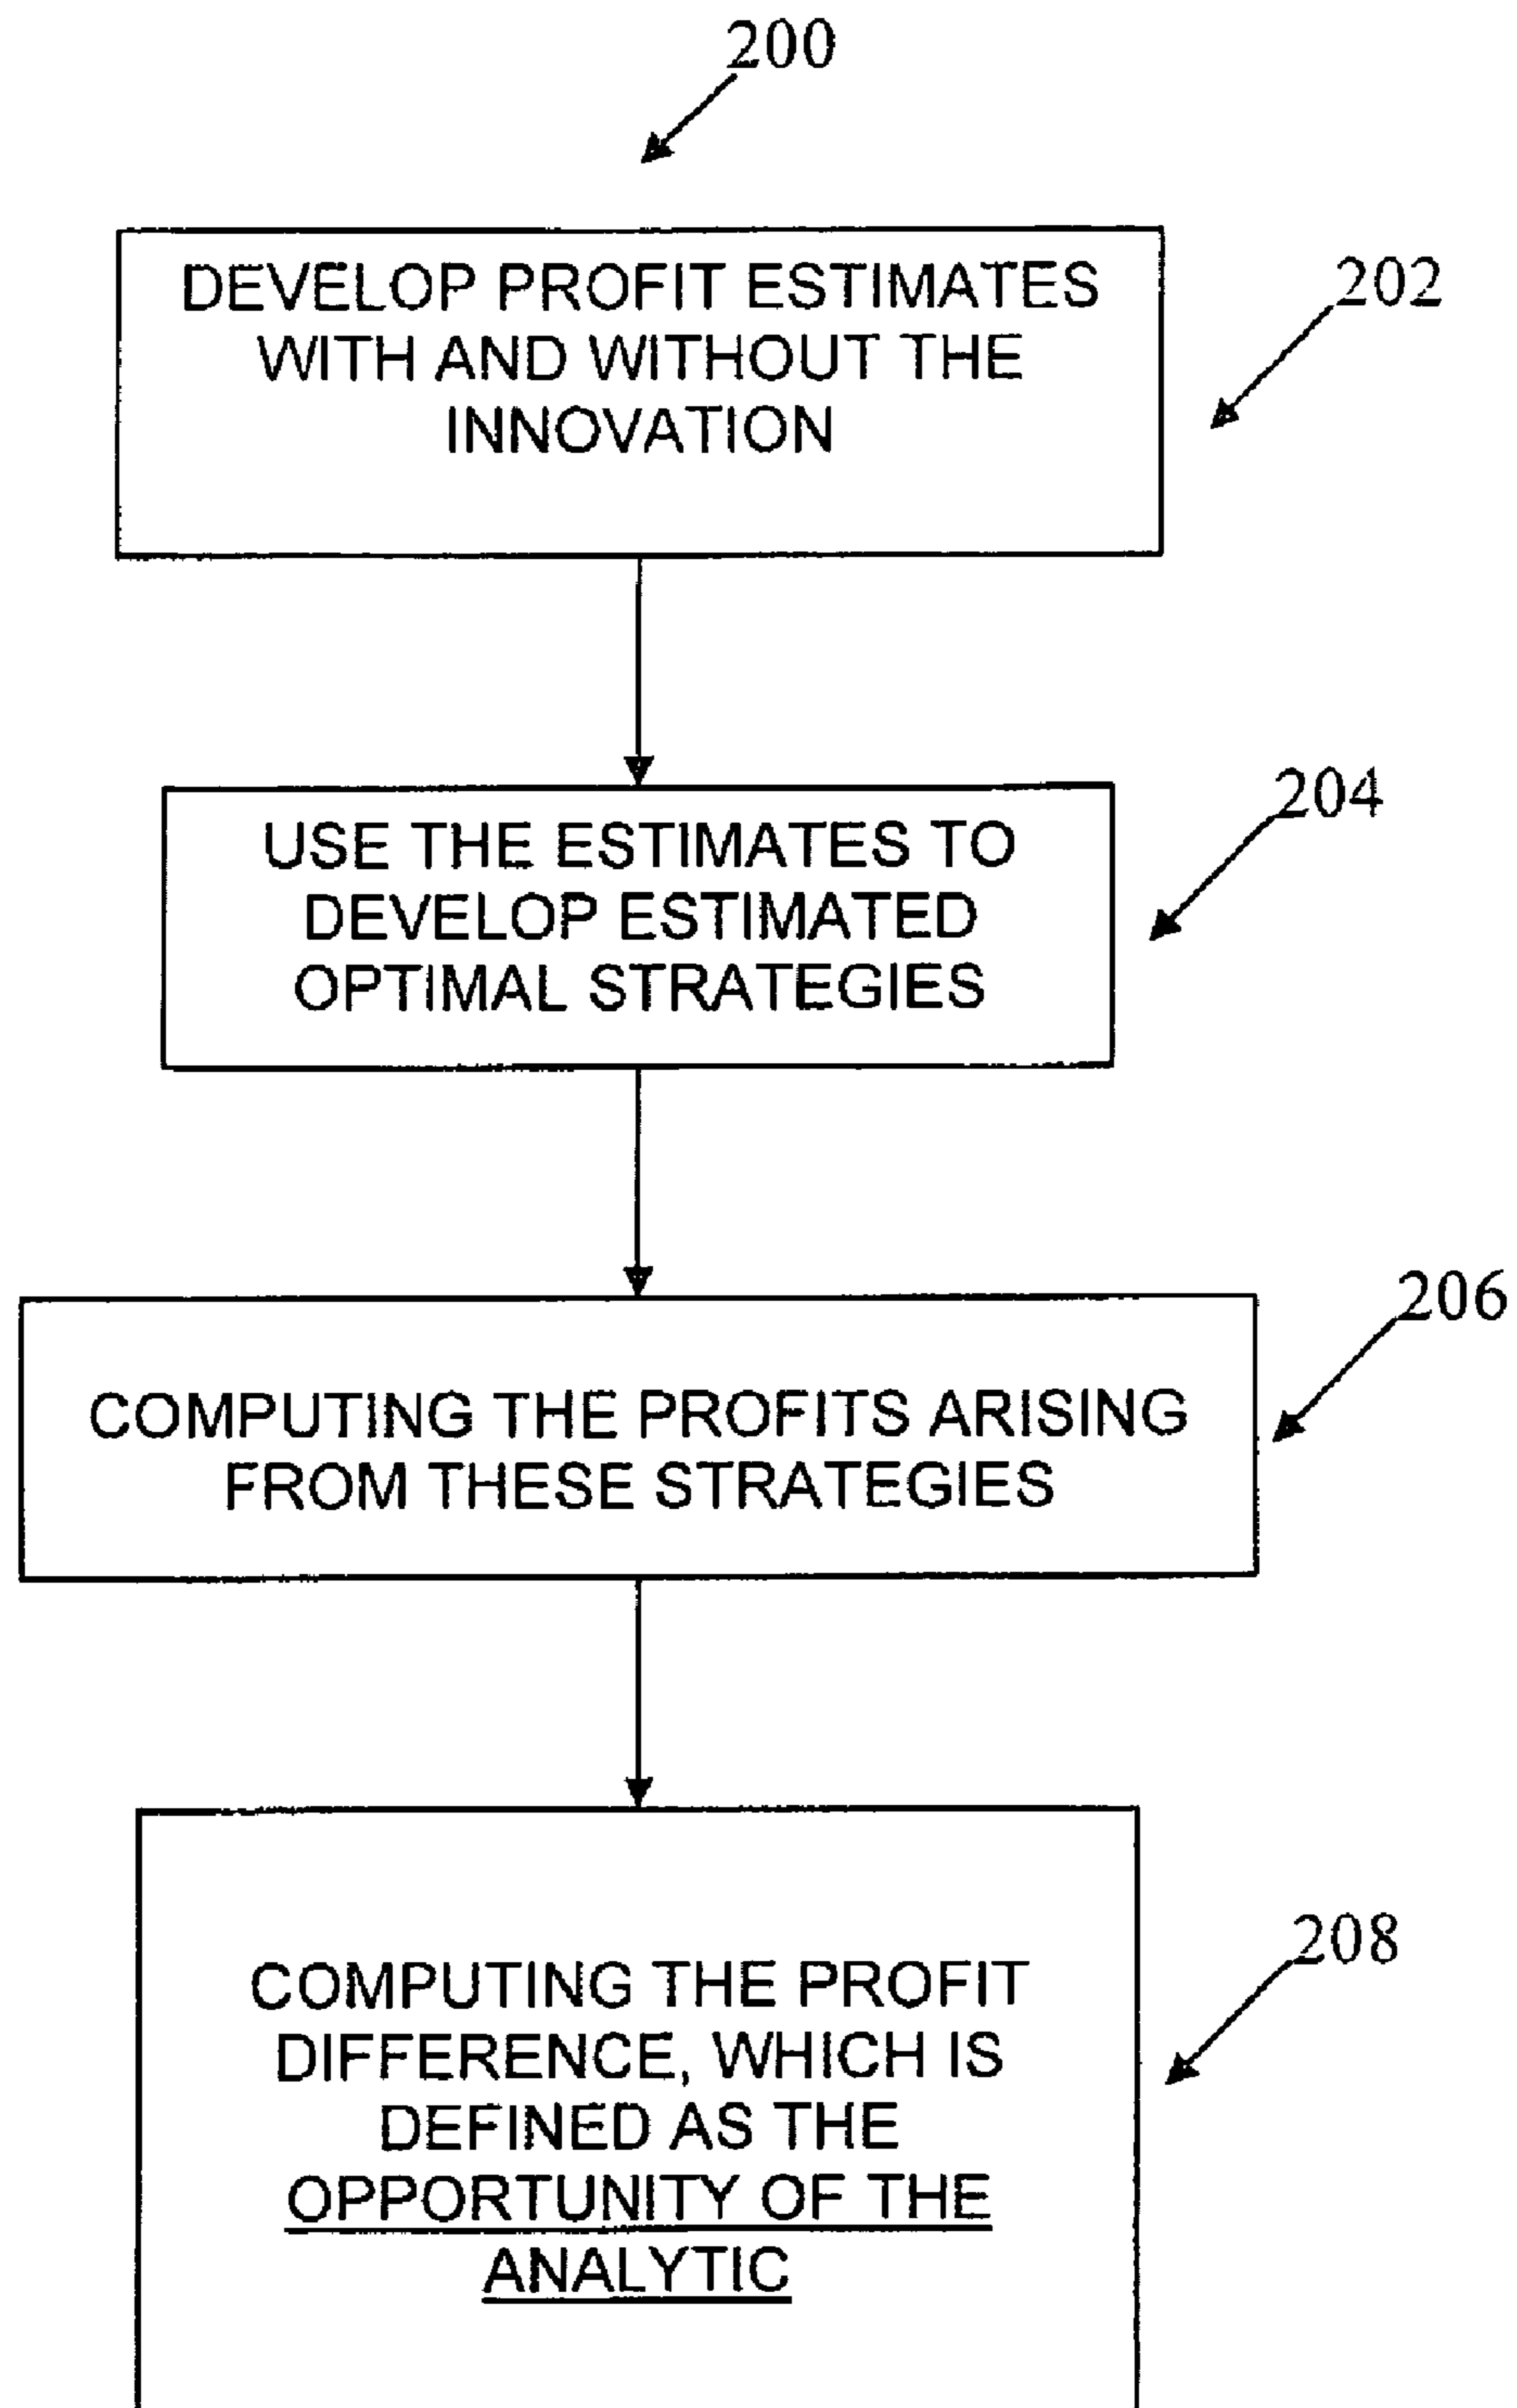 200
DEVELOP PROFIT ESTIMATES
WITH AND WITHOUT THE
INNOVATION
202
USE THE ESTIMATES TO
DEVELOP ESTIMATED
OPTIMAL STRATEGIES
204
COMPUTING THE PROFITS ARISING
FROM THESE STRATEGIES
206
COMPUTING THE PROFIT
DIFFERENCE, WHICH IS
DEFINED AS THE
OPPORTUNITY OF THE
ANALYTIC
208